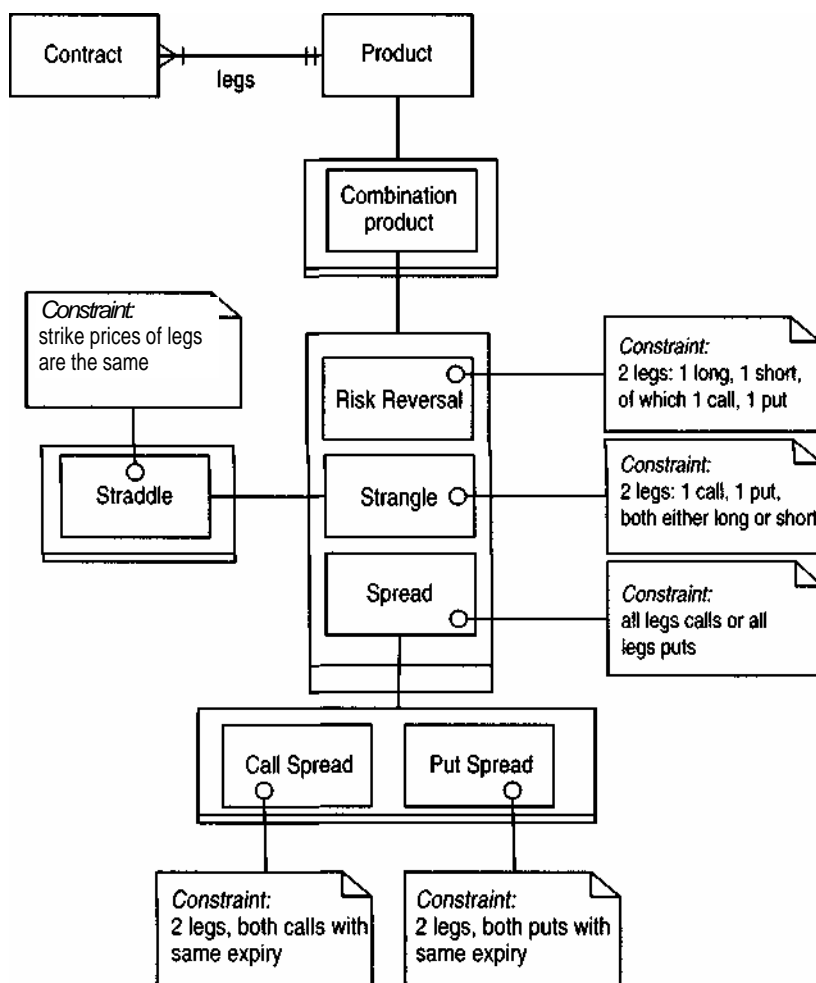 Contract
Product
legs
Combination
product
Constraint:
strike prices of legs
are the same
Risk Reversal
Constraint:
2 legs: 1 long, 1 short,
of which 1 call, 1 put
Straddle
Strangle
Constraint:
2 legs: 1 call, 1 put,
both either long or short
Spread
Constraint:
all legs calls or all
legs puts
Call Spread
Put Spread
Constraint:
2 legs, both calls with
same expiry
Constraint:
2 legs, both puts with
same expiry